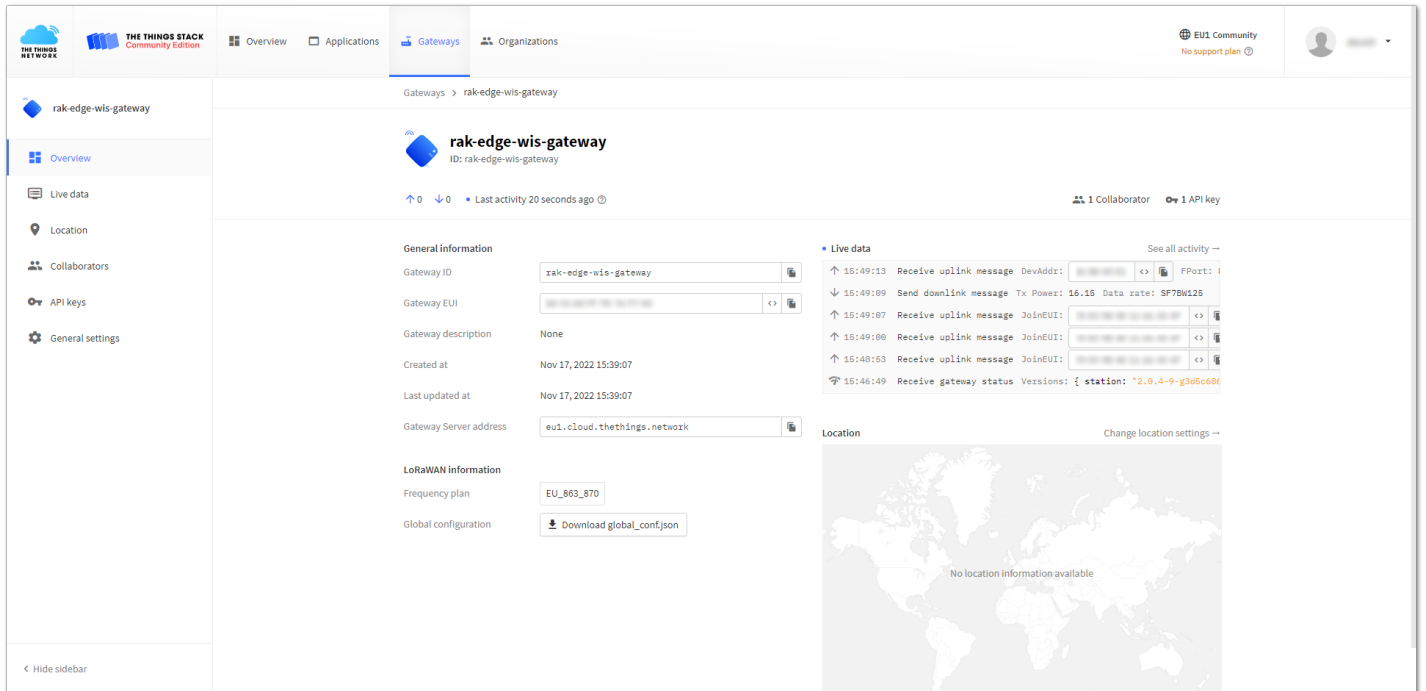 THE THINGS NETWORK
THE THINGS STACK
Community Edition
Overview
Applications
Gateways
Organizations
EU1 Community
No support plan
rak-edge-wis-gateway
Overview
Live data
Location
Collaborators
API keys
General settings
Hide sidebar
Gateways > rak-edge-wis-gateway
rak-edge-wis-gateway
ID: rak-edge-wis-gateway
0 0 • Last activity 20 seconds ago
1 Collaborator 1 API key
General information
Gateway ID rak-edge-wis-gateway
Gateway EUI
Gateway description None
Created at Nov 17, 2022 15:39:07
Last updated at Nov 17, 2022 15:39:07
Gateway Server address eu1.cloud.thethings.network
LoRaWAN information
Frequency plan EU_863_870
Global configuration Download global_conf.json
• Live data See all activity →
↑ 15:49:13 Receive uplink message DevAddr: <> FPort:
↓ 15:49:09 Send downlink message Tx Power: 16.15 Data rate: SF7BW125
↑ 15:49:07 Receive uplink message JoinEUI: <>
↑ 15:49:00 Receive uplink message JoinEUI: <>
↑ 15:48:53 Receive uplink message JoinEUI: <>
15:46:49 Receive gateway status Versions: { station: "2.0.4-9-g3d5c686
Location Change location settings →
No location information available